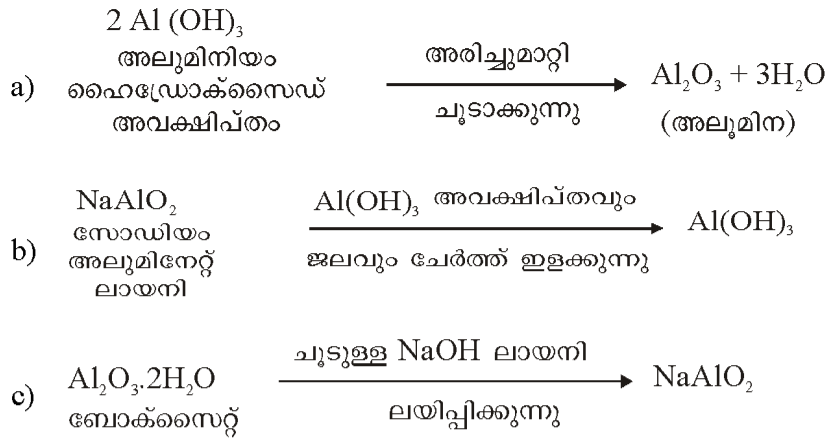 a) 2 Al (OH)₃ അലുമിനിയം ഹൈഡ്രോക്സൈഡ് അവക്ഷിപ്തം
അരിച്ചുമാറ്റി
ചൂടാക്കുന്നു
Al₂O₃ + 3H₂O
(അലൂമിന)
b) NaAlO₂
സോഡിയം
അലുമിനേറ്റ്
ലായനി
Al(OH)₃ അവക്ഷിപ്തവും
ജലവും ചേർത്ത് ഇളക്കുന്നു
Al(OH)₃
c) Al₂O₃.2H₂O
ബോക്സൈറ്റ്
ചൂടുള്ള NaOH ലായനി
ലയിപ്പിക്കുന്നു
NaAlO₂